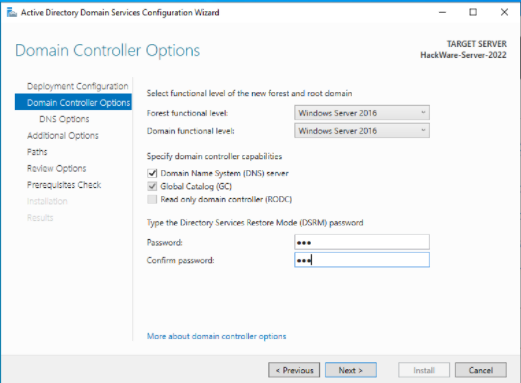 Active Directory Domain Services Configuration Wizard
Domain Controller Options
TARGET SERVER
HackWare-Server-2022
Deployment Configuration
Domain Controller Options
DNS Options
Additional Options
Paths
Review Options
Prerequisites Check
Installation
Results
Select functional level of the new forest and root domain
Forest functional level:
Windows Server 2016
Domain functional level:
Windows Server 2016
Specify domain controller capabilities
Domain Name System (DNS) server
Global Catalog (GC)
Read only domain controller (RODC)
Type the Directory Services Restore Mode (DSRM) password
Password:
•••
Confirm password:
•••
More about domain controller options
< Previous
Next >
Install
Cancel